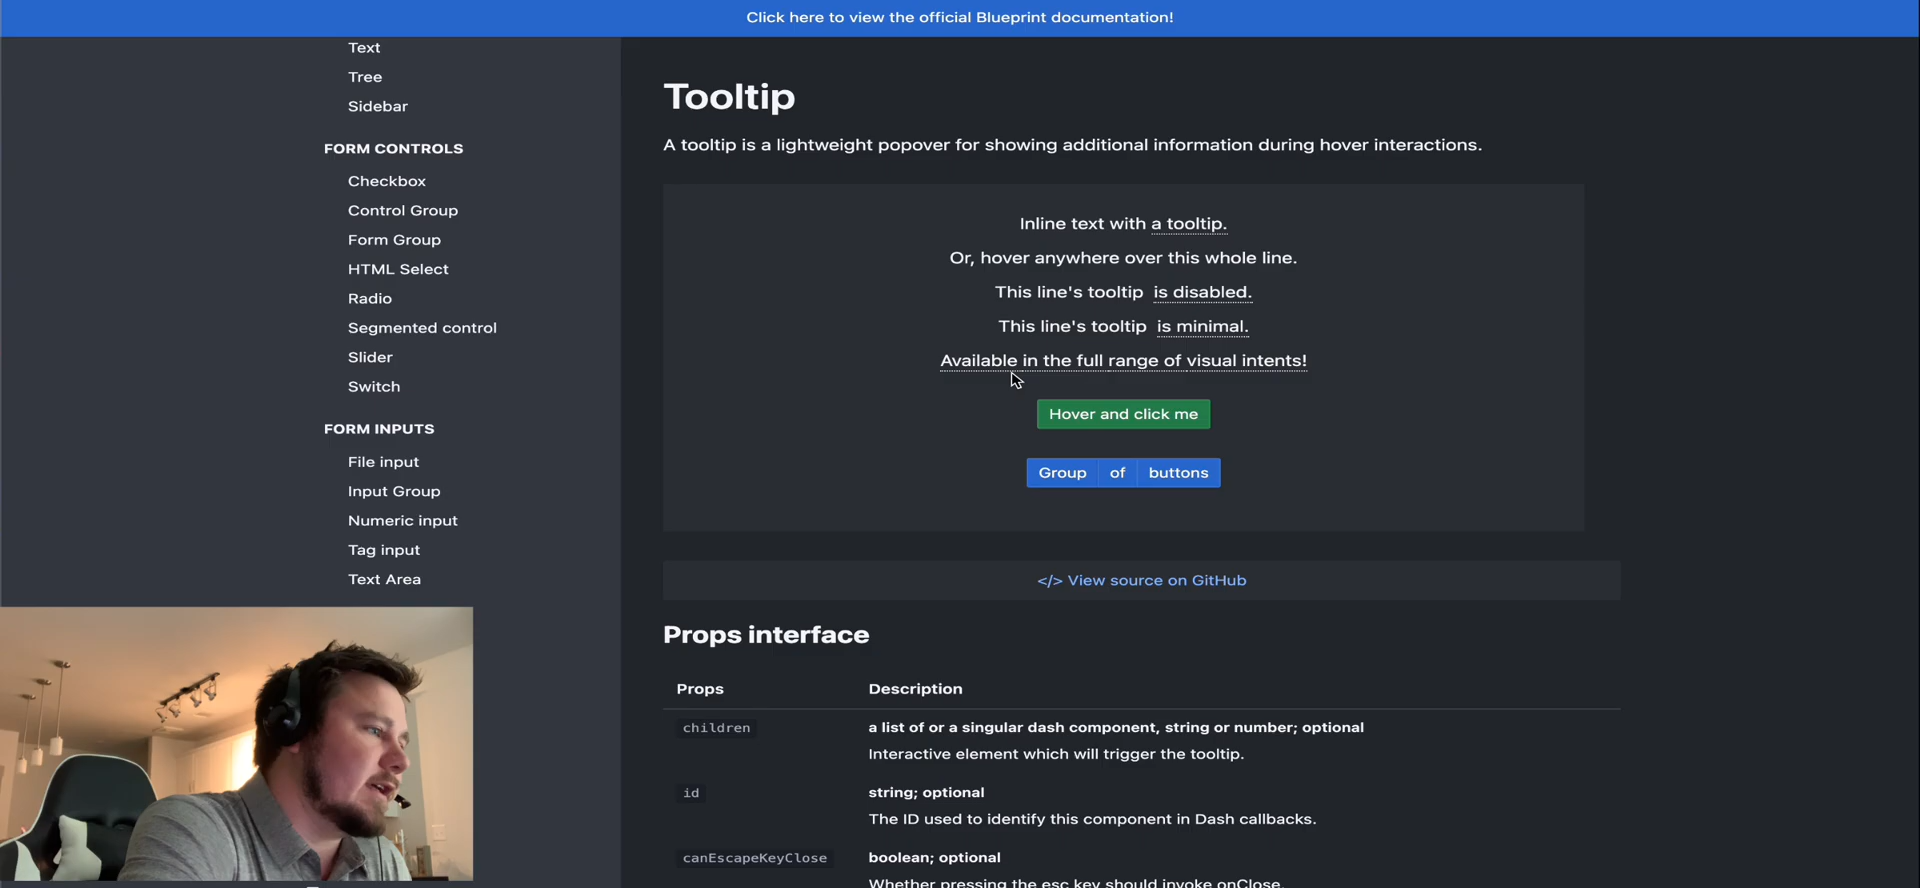 Click here to view the official Blueprint documentation!
Text
Tree
Sidebar
FORM CONTROLS
Checkbox
Control Group
Form Group
HTML Select
Radio
Segmented control
Slider
Switch
FORM INPUTS
File input
Input Group
Numeric input
Tag input
Text Area
Tooltip
A tooltip is a lightweight popover for showing additional information during hover interactions.
Inline text with a tooltip.
Or, hover anywhere over this whole line.
This line's tooltip is disabled.
This line's tooltip is minimal.
Available in the full range of visual intents!
Hover and click me
Group of buttons
</> View source on GitHub
Props interface
Props Description
children a list of or a singular dash component, string or number; optional
Interactive element which will trigger the tooltip.
id string; optional
The ID used to identify this component in Dash callbacks.
canEscapeKeyClose boolean; optional
Whether pressing the esc key should invoke onClose.